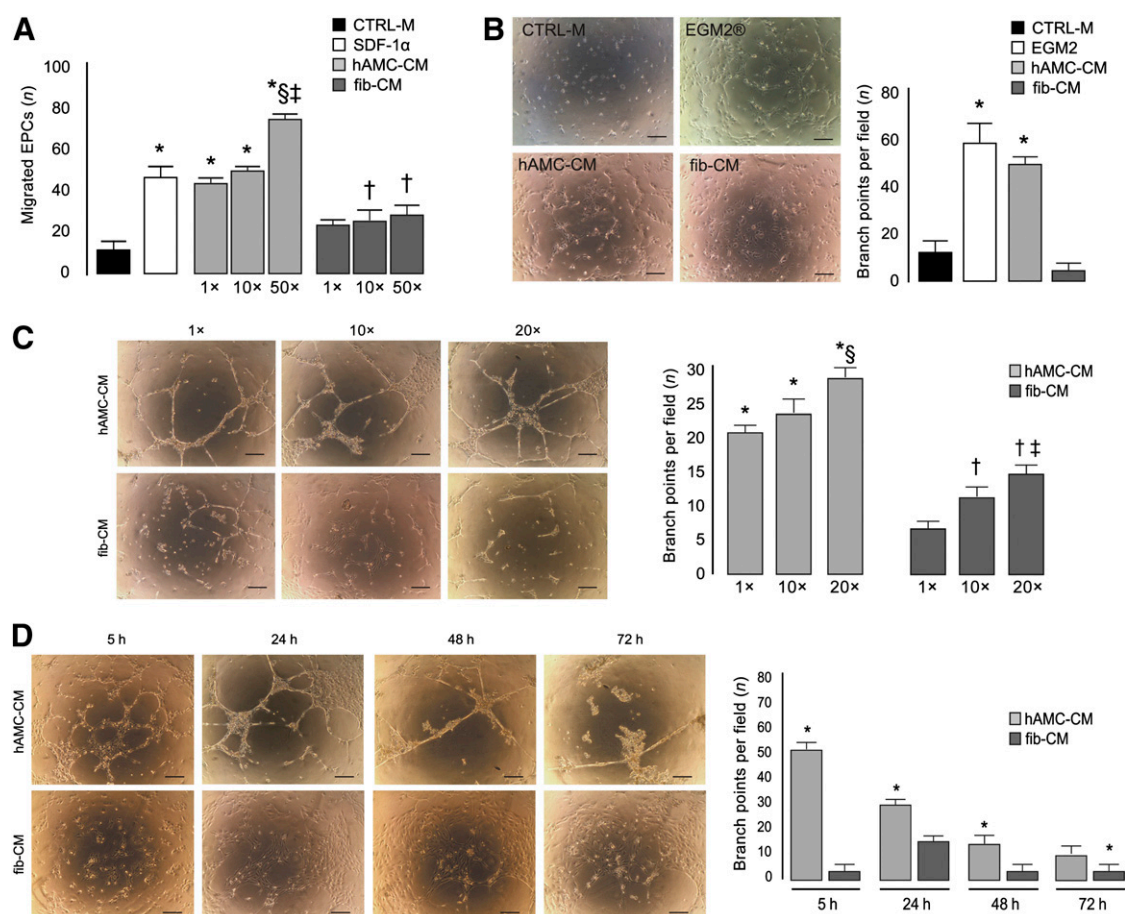 A
CTRL-M
SDF-1α
hAMC-CM
fib-CM
Migrated EPCs (n)
100
80
60
40
20
0
*
*
*
*§‡
†
†
1×
10×
50×
1×
10×
50×
B
CTRL-M
EGM2®
hAMC-CM
fib-CM
CTRL-M
EGM2
hAMC-CM
fib-CM
Branch points per field (n)
80
60
40
20
0
*
*
C
1×
10×
20×
hAMC-CM
fib-CM
hAMC-CM
fib-CM
Branch points per field (n)
30
25
20
15
10
5
0
*
*
*§
†
† ‡
1×
10×
20×
1×
10×
20×
D
5 h
24 h
48 h
72 h
hAMC-CM
fib-CM
hAMC-CM
fib-CM
Branch points per field (n)
80
70
50
30
20
10
0
*
*
*
*
5 h
24 h
48 h
72 h